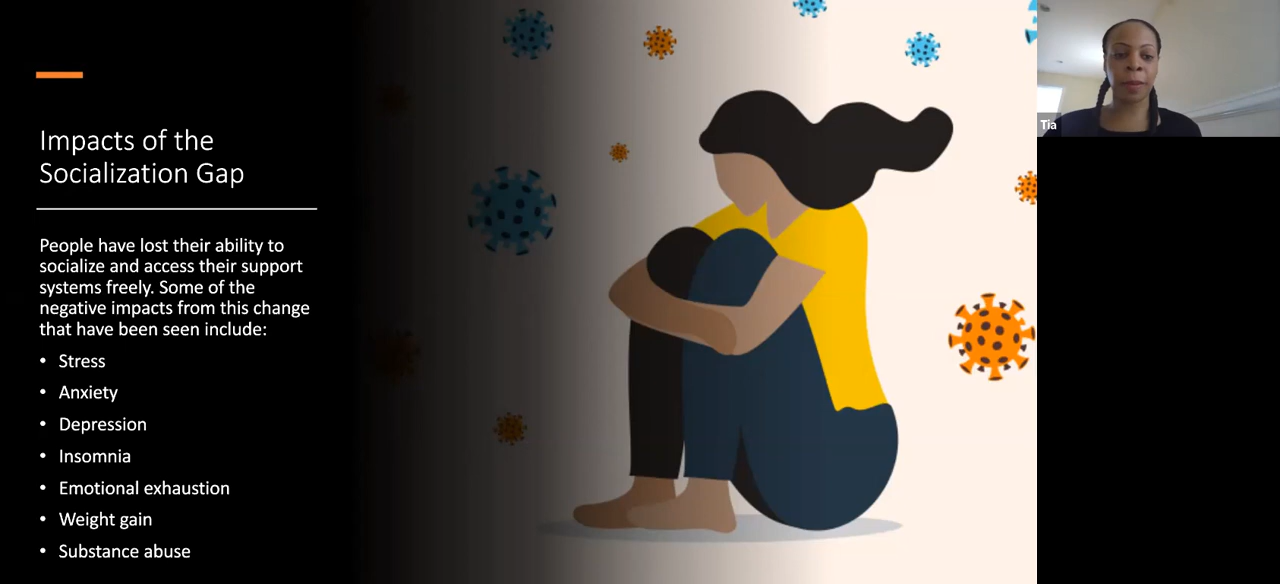 Impacts of the
Socialization Gap
People have lost their ability to
socialize and access their support
systems freely. Some of the
negative impacts from this change
that have been seen include:
• Stress
• Anxiety
• Depression
• Insomnia
• Emotional exhaustion
• Weight gain
• Substance abuse
Tia